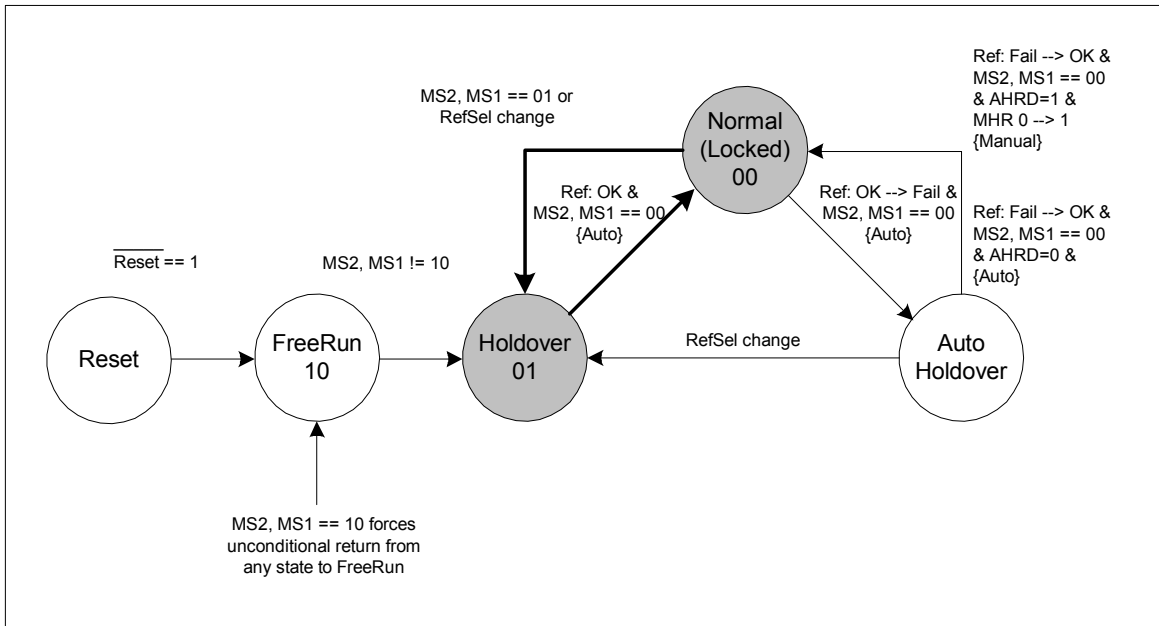 Ref: Fail --> OK &
MS2, MS1 == 00
& AHRD=1 &
MHR 0 --> 1
{Manual}
MS2, MS1 == 01 or
RefSel change
Normal
(Locked)
00
Ref: OK &
MS2, MS1 == 00
{Auto}
Ref: OK --> Fail &
MS2, MS1 == 00
{Auto}
Ref: Fail --> OK &
MS2, MS1 == 00
& AHRD=0 &
{Auto}
Reset == 1
MS2, MS1 != 10
Reset
FreeRun
10
Holdover
01
RefSel change
Auto
Holdover
MS2, MS1 == 10 forces
unconditional return from
any state to FreeRun